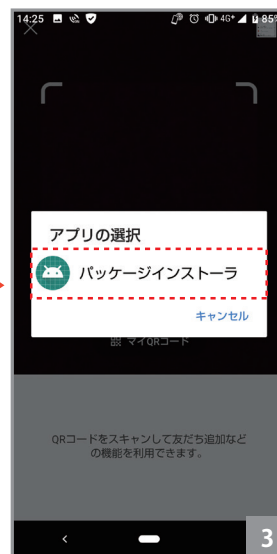 14:25
4G+ 85%
アプリの選択
パッケージインストーラ
キャンセル
マイQRコード
QRコードをスキャンして友だち追加など
の機能を利用できます。
3